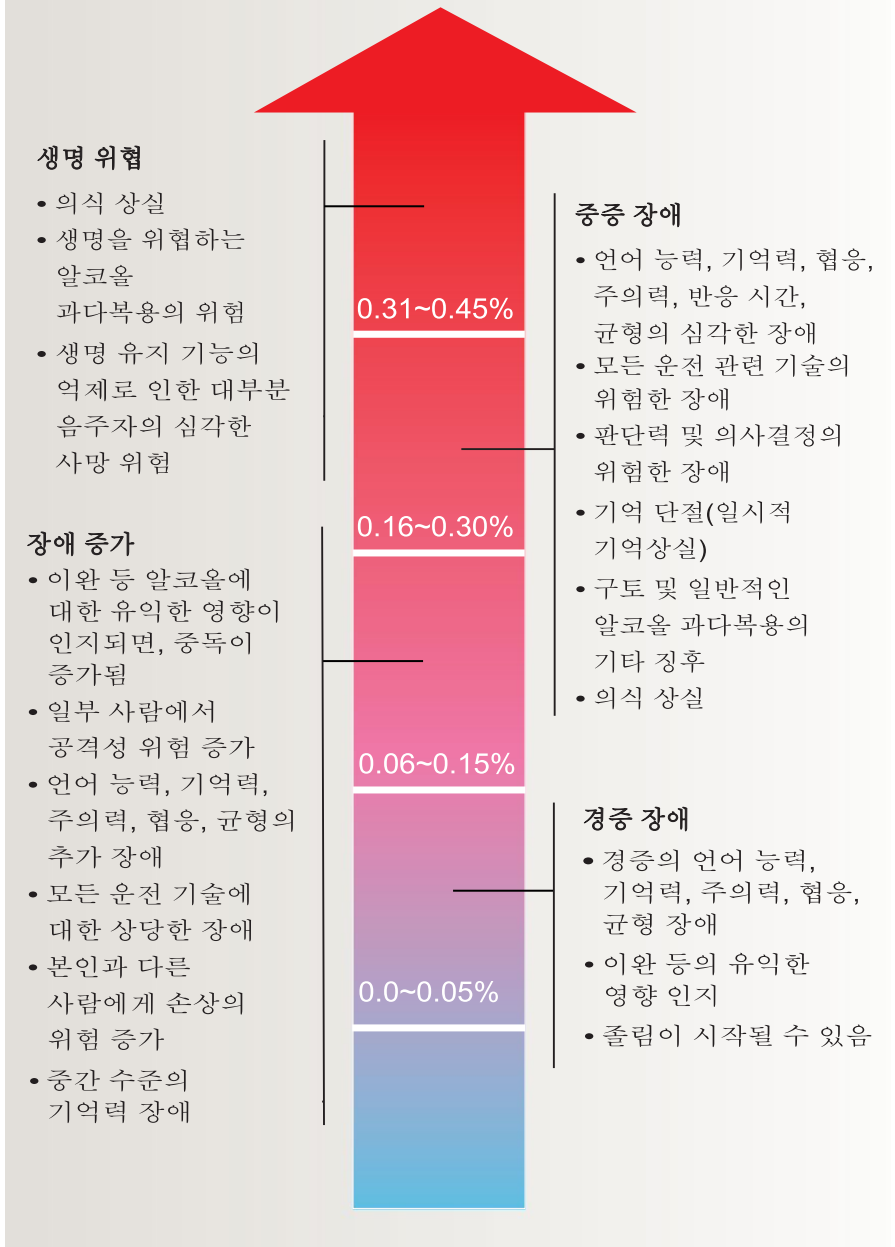 생명 위협
• 의식 상실
• 생명을 위협하는
알코올
과다복용의 위험
• 생명 유지 기능의
억제로 인한 대부분
음주자의 심각한
사망 위험
0.31~0.45%
중증 장애
• 언어 능력, 기억력, 협응,
주의력, 반응 시간,
균형의 심각한 장애
• 모든 운전 관련 기술의
위험한 장애
• 판단력 및 의사결정의
위험한 장애
• 기억 단절(일시적
기억상실)
• 구토 및 일반적인
알코올 과다복용의
기타 징후
• 의식 상실
0.16~0.30%
장애 증가
• 이완 등 알코올에
대한 유익한 영향이
인지되면, 중독이
증가됨
• 일부 사람에서
공격성 위험 증가
• 언어 능력, 기억력,
주의력, 협응, 균형의
추가 장애
• 모든 운전 기술에
대한 상당한 장애
• 본인과 다른
사람에게 손상의
위험 증가
• 중간 수준의
기억력 장애
0.06~0.15%
경중 장애
• 경증의 언어 능력,
기억력, 주의력, 협응,
균형 장애
• 이완 등의 유익한
영향 인지
• 졸림이 시작될 수 있음
0.0~0.05%